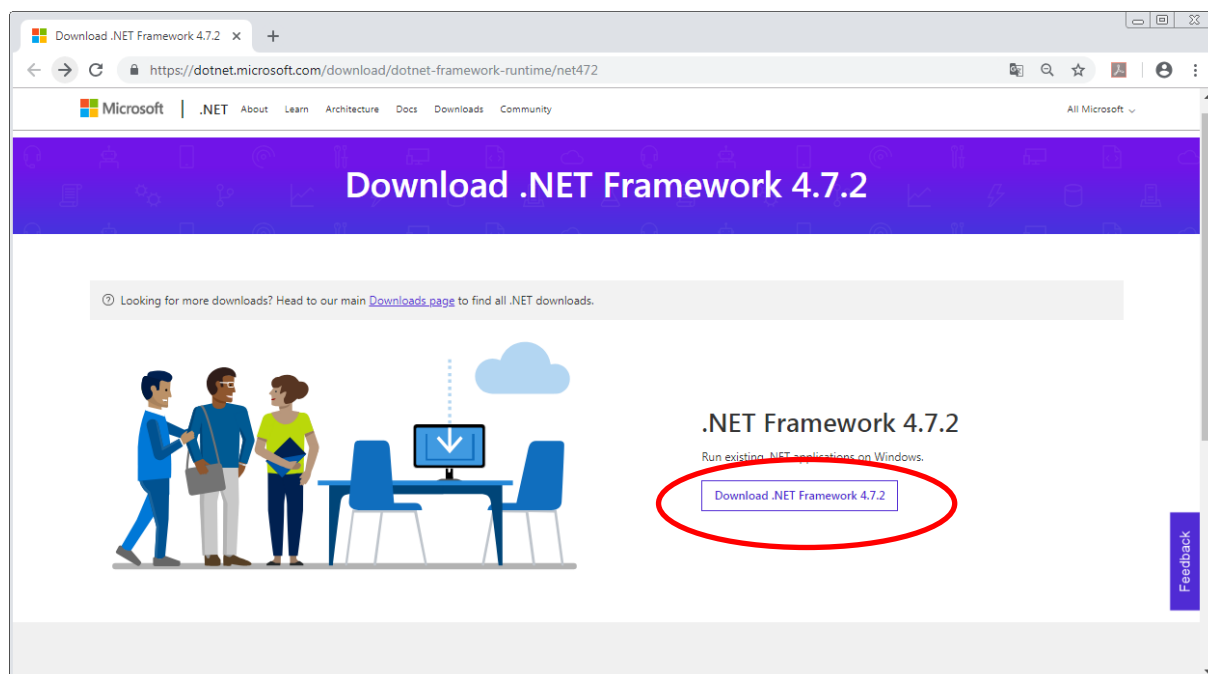 Download .NET Framework 4.7.2
https://dotnet.microsoft.com/download/dotnet-framework-runtime/net472
Microsoft | .NET About Learn Architecture Docs Downloads Community All Microsoft
Download .NET Framework 4.7.2
Looking for more downloads? Head to our main Downloads page to find all .NET downloads.
.NET Framework 4.7.2
Run existing .NET applications on Windows.
Download .NET Framework 4.7.2
Feedback